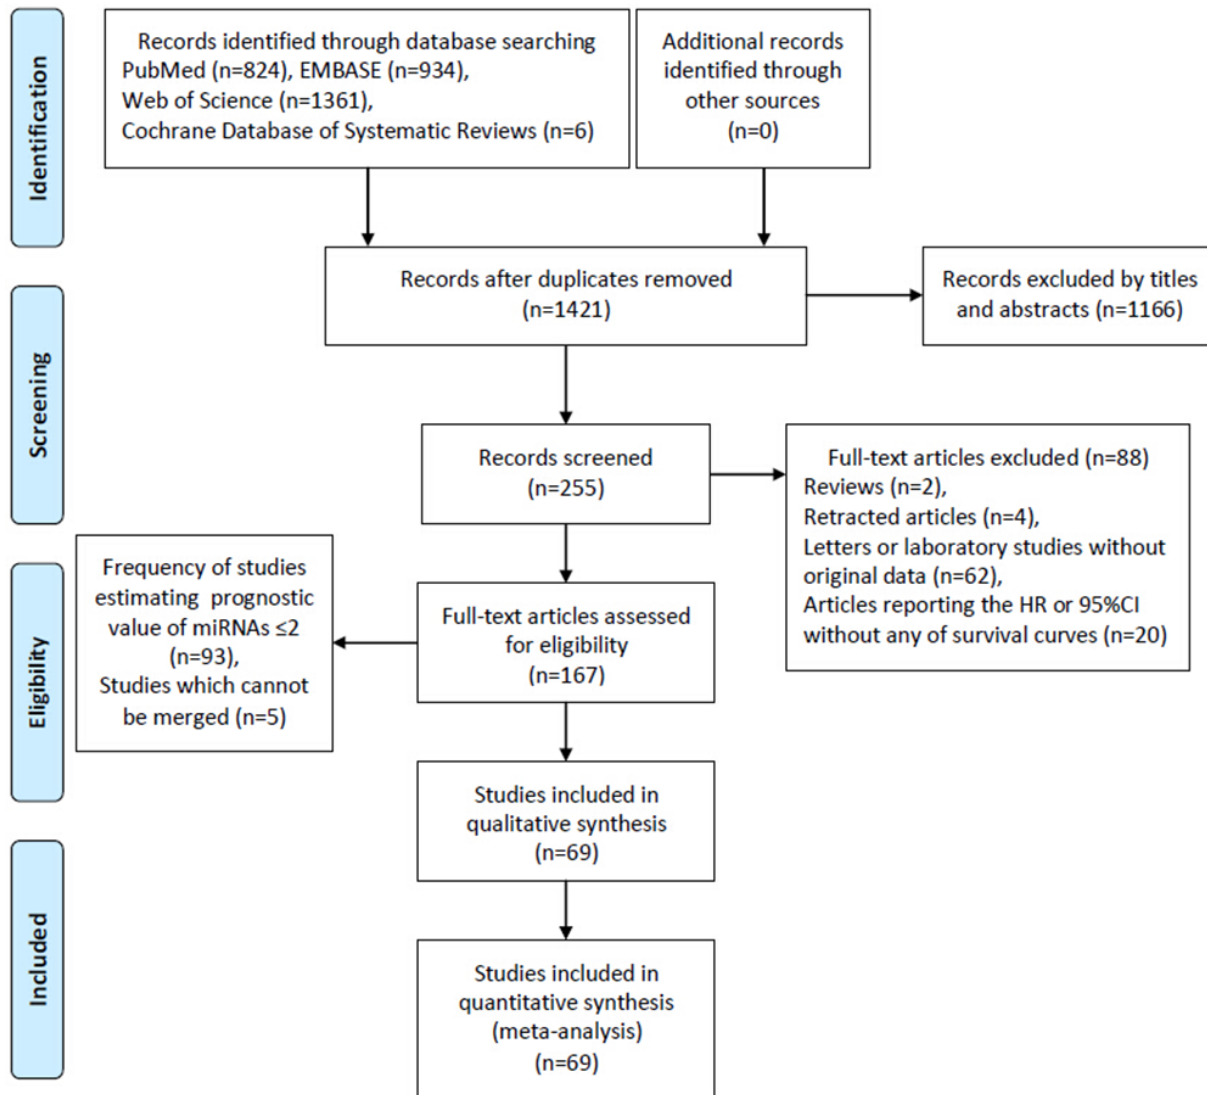 Identification
Records identified through database searching
PubMed (n=824), EMBASE (n=934),
Web of Science (n=1361),
Cochrane Database of Systematic Reviews (n=6)
Additional records
identified through
other sources
(n=0)
Records after duplicates removed
(n=1421)
Records excluded by titles
and abstracts (n=1166)
Screening
Records screened
(n=255)
Full-text articles excluded (n=88)
Reviews (n=2),
Retracted articles (n=4),
Letters or laboratory studies without
original data (n=62),
Articles reporting the HR or 95%CI
without any of survival curves (n=20)
Eligibility
Frequency of studies
estimating prognostic
value of miRNAs ≤2
(n=93),
Studies which cannot
be merged (n=5)
Full-text articles assessed
for eligibility
(n=167)
Studies included in
qualitative synthesis
(n=69)
Included
Studies included in
quantitative synthesis
(meta-analysis)
(n=69)